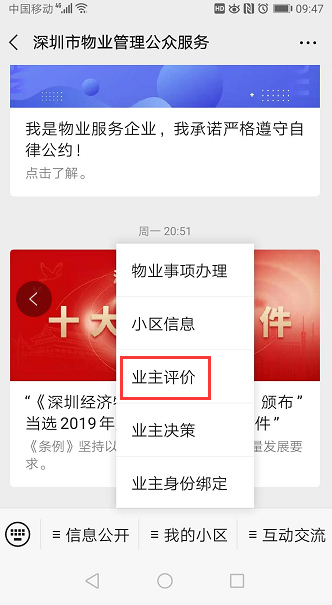 中国移动 4G HD 09:47
深圳市物业管理公众服务
我是物业服务企业，我承诺严格遵守自
律公约！
点击了解。
周一 20:51
十大 件
“《深圳经济 颁布”
当选2019年 件”
《条例》坚持以 量发展要
求。
物业事项办理
小区信息
业主评价
业主决策
业主身份绑定
信息公开 我的小区 互动交流